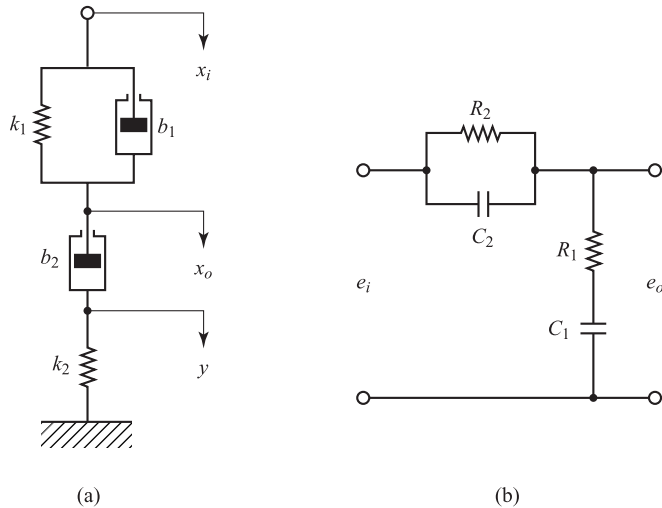 x_i
k_1
b_1
b_2
x_o
k_2
y
(a)
R_2
C_2
R_1
e_i
e_o
C_1
(b)